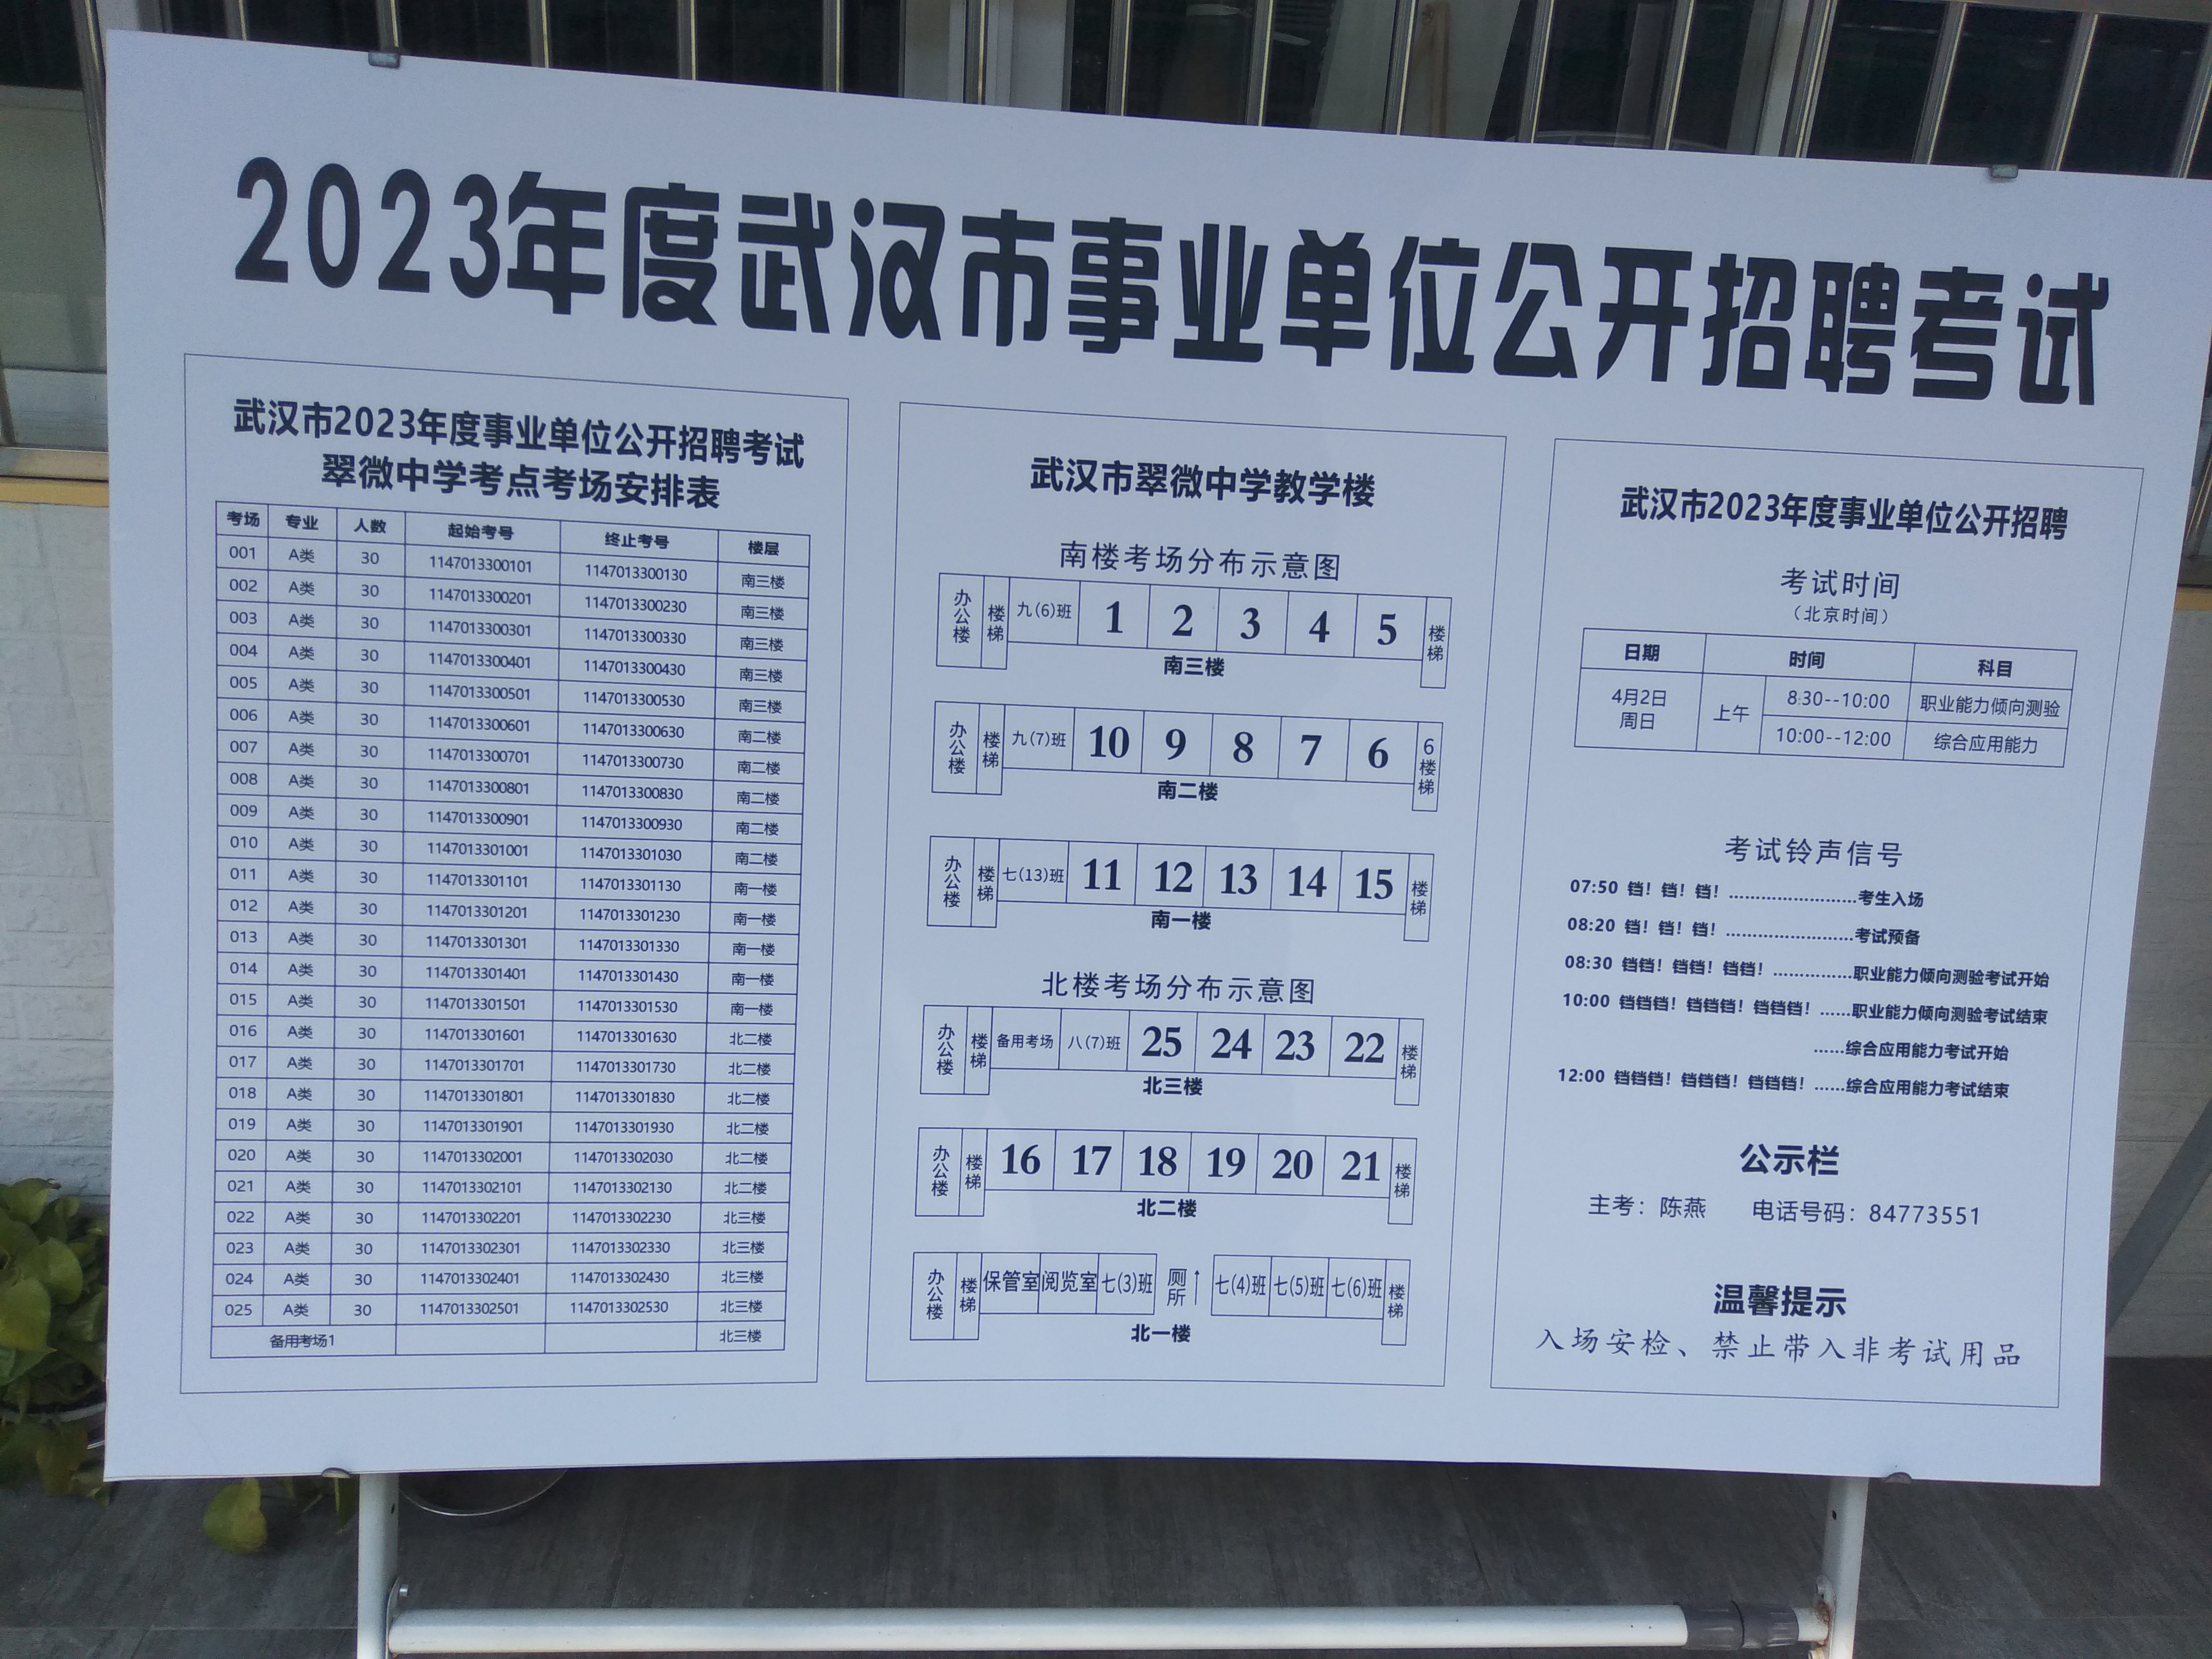 2023年度武汉市事业单位公开招聘考试
武汉市2023年度事业单位公开招聘考试
翠微中学考点考场安排表
考场 专业 人数 起始考号 终止考号 楼层
001 A类 30 1147013300101 1147013300130 南三楼
002 A类 30 1147013300201 1147013300230 南三楼
003 A类 30 1147013300301 1147013300330 南三楼
004 A类 30 1147013300401 1147013300430 南三楼
005 A类 30 1147013300501 1147013300530 南三楼
006 A类 30 1147013300601 1147013300630 南二楼
007 A类 30 1147013300701 1147013300730 南二楼
008 A类 30 1147013300801 1147013300830 南二楼
009 A类 30 1147013300901 1147013300930 南二楼
010 A类 30 1147013301001 1147013301030 南二楼
011 A类 30 1147013301101 1147013301130 南一楼
012 A类 30 1147013301201 1147013301230 南一楼
013 A类 30 1147013301301 1147013301330 南一楼
014 A类 30 1147013301401 1147013301430 南一楼
015 A类 30 1147013301501 1147013301530 南一楼
016 A类 30 1147013301601 1147013301630 北二楼
017 A类 30 1147013301701 1147013301730 北二楼
018 A类 30 1147013301801 1147013301830 北二楼
019 A类 30 1147013301901 1147013301930 北二楼
020 A类 30 1147013302001 1147013302030 北二楼
021 A类 30 1147013302101 1147013302130 北二楼
022 A类 30 1147013302201 1147013302230 北三楼
023 A类 30 1147013302301 1147013302330 北三楼
024 A类 30 1147013302401 1147013302430 北三楼
025 A类 30 1147013302501 1147013302530 北三楼
备用考场1 北三楼
武汉市翠微中学教学楼
南楼考场分布示意图
办公楼 楼梯 九(6)班 1 2 3 4 5 楼梯
南三楼
办公楼 楼梯 九(7)班 10 9 8 7 6 6楼梯
南二楼
办公楼 楼梯 七(13)班 11 12 13 14 15 楼梯
南一楼
北楼考场分布示意图
办公楼 楼梯 备用考场 八(7)班 25 24 23 22 楼梯
北三楼
办公楼 楼梯 16 17 18 19 20 21 楼梯
北二楼
办公楼 楼梯 保管室 阅览室 七(3)班 厕所↑ 七(4)班 七(5)班 七(6)班 楼梯
北一楼
武汉市2023年度事业单位公开招聘
考试时间
（北京时间）
日期 时间 科目
4月2日 周日 上午 8:30--10:00 职业能力倾向测验
10:00--12:00 综合应用能力
考试铃声信号
07:50 铛！铛！铛！........................考生入场
08:20 铛！铛！铛！........................考试预备
08:30 铛铛！铛铛！铛铛！...............职业能力倾向测验考试开始
10:00 铛铛铛！铛铛铛！铛铛铛！......职业能力倾向测验考试结束
......综合应用能力考试开始
12:00 铛铛铛！铛铛铛！铛铛铛！......综合应用能力考试结束
公示栏
主考：陈燕 电话号码：84773551
温馨提示
入场安检、禁止带入非考试用品